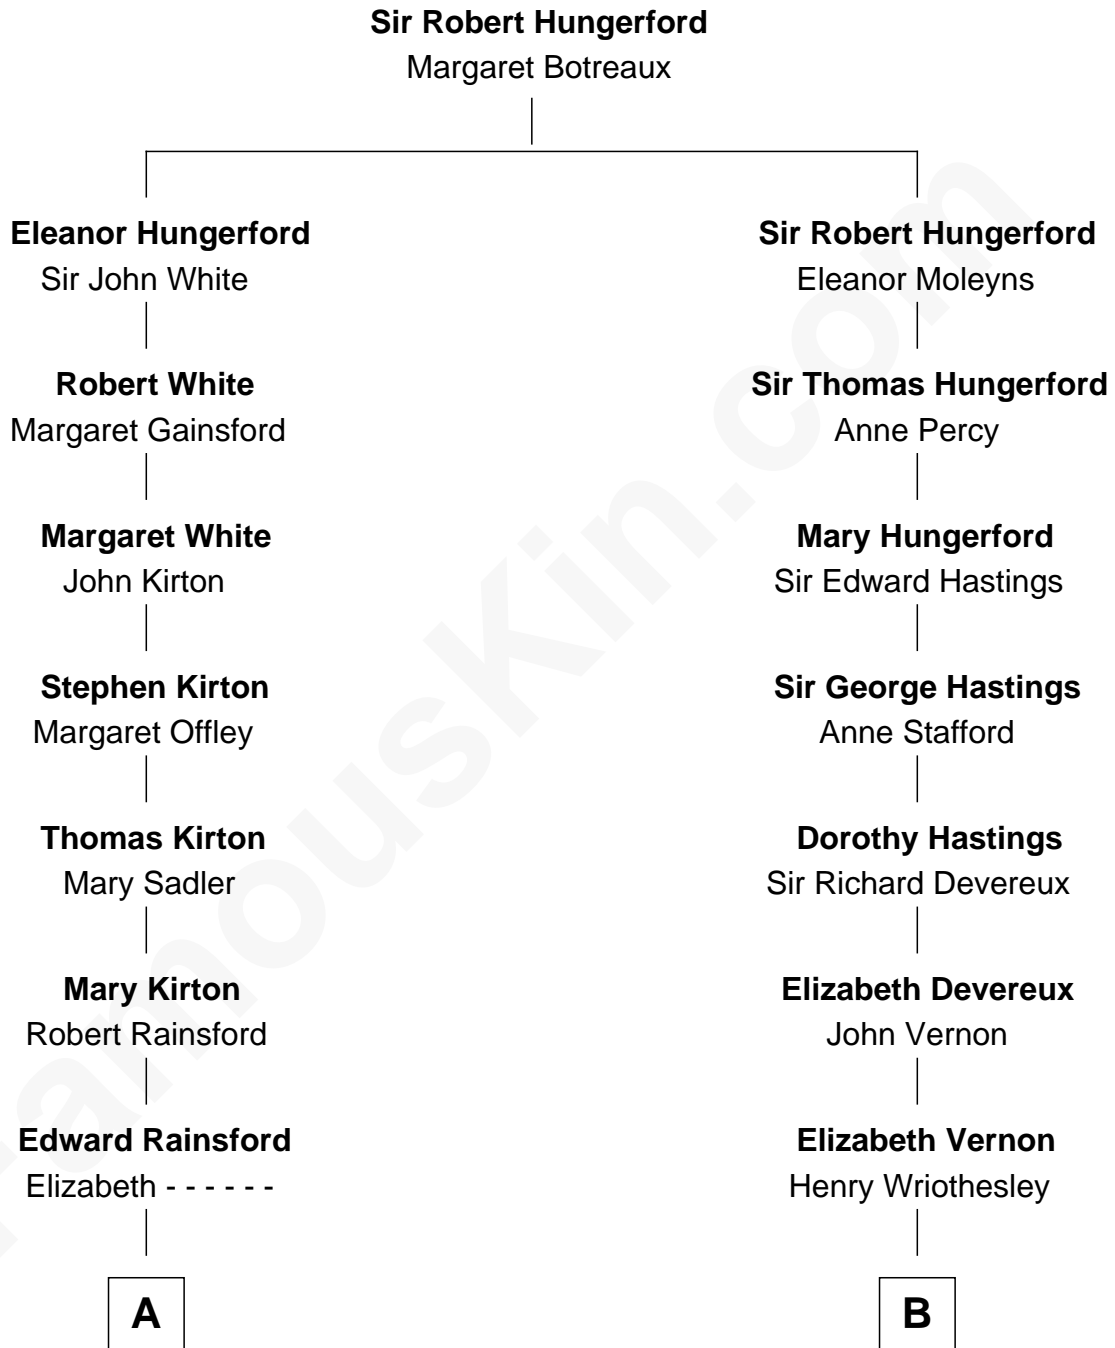 Sir Robert Hungerford
Margaret Botreaux
Eleanor Hungerford
Sir John White
Sir Robert Hungerford
Eleanor Moleyns
Robert White
Margaret Gainsford
Sir Thomas Hungerford
Anne Percy
Margaret White
John Kirton
Mary Hungerford
Sir Edward Hastings
Stephen Kirton
Margaret Offley
Sir George Hastings
Anne Stafford
Thomas Kirton
Mary Sadler
Dorothy Hastings
Sir Richard Devereux
Mary Kirton
Robert Rainsford
Elizabeth Devereux
John Vernon
Edward Rainsford
Elizabeth - - - - - -
Elizabeth Vernon
Henry Wriothesley
A
B
FamousKin.com